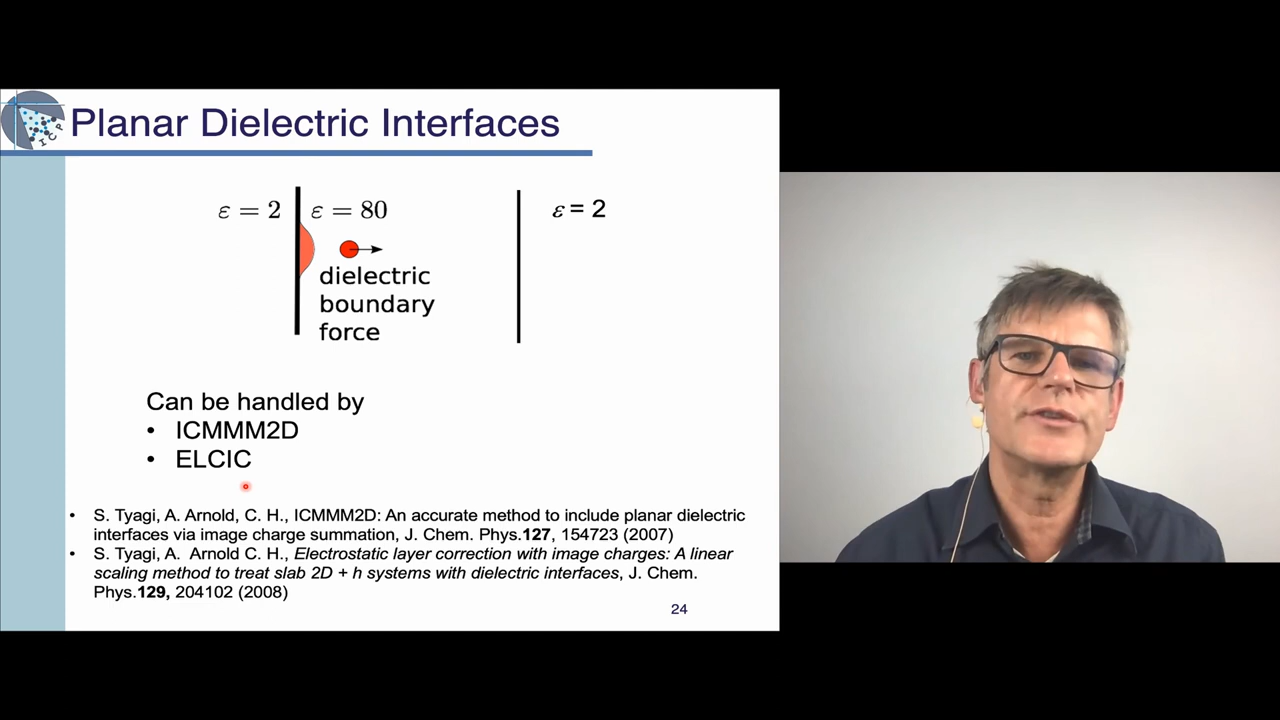 ICP
Planar Dielectric Interfaces
ε = 2
ε = 80
ε = 2
dielectric
boundary
force
Can be handled by
• ICMMM2D
• ELCIC
• S. Tyagi, A. Arnold, C. H., ICMMM2D: An accurate method to include planar dielectric
interfaces via image charge summation, J. Chem. Phys.127, 154723 (2007)
• S. Tyagi, A. Arnold C. H., Electrostatic layer correction with image charges: A linear
scaling method to treat slab 2D + h systems with dielectric interfaces, J. Chem.
Phys.129, 204102 (2008)
24